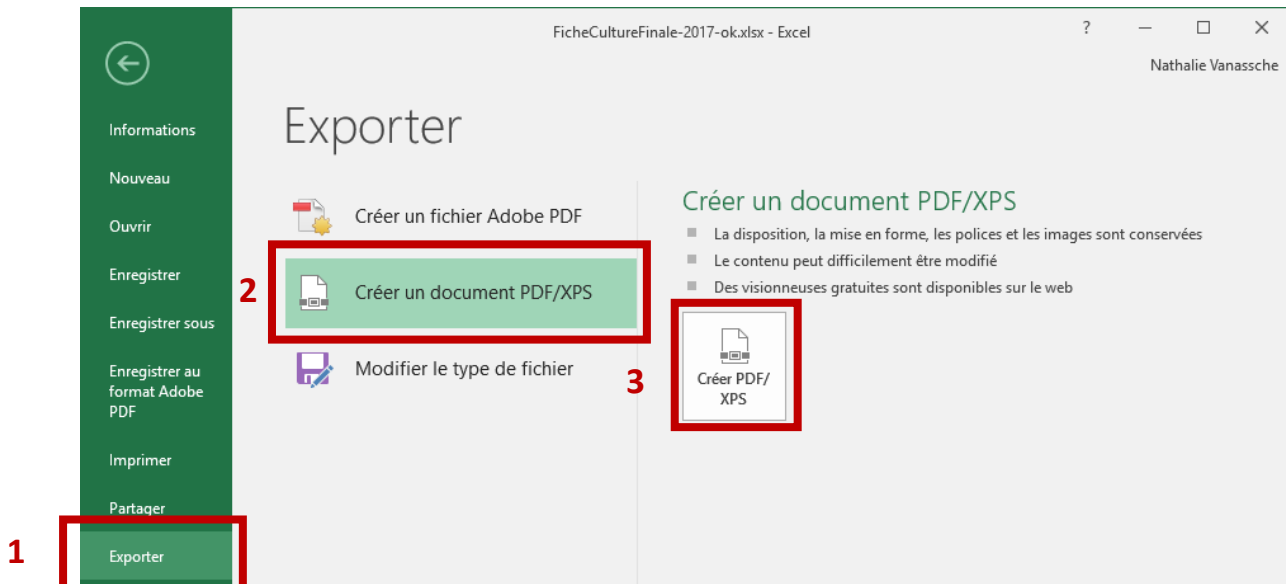 FicheCultureFinale-2017-ok.xlsx - Excel
?
Nathalie Vanassche
Informations
Nouveau
Ouvrir
Enregistrer
Enregistrer sous
Enregistrer au
format Adobe
PDF
Imprimer
Partager
1
Exporter
Exporter
Créer un fichier Adobe PDF
2
Créer un document PDF/XPS
Modifier le type de fichier
Créer un document PDF/XPS
La disposition, la mise en forme, les polices et les images sont conservées
Le contenu peut difficilement être modifié
Des visionneuses gratuites sont disponibles sur le web
3
Créer PDF/
XPS